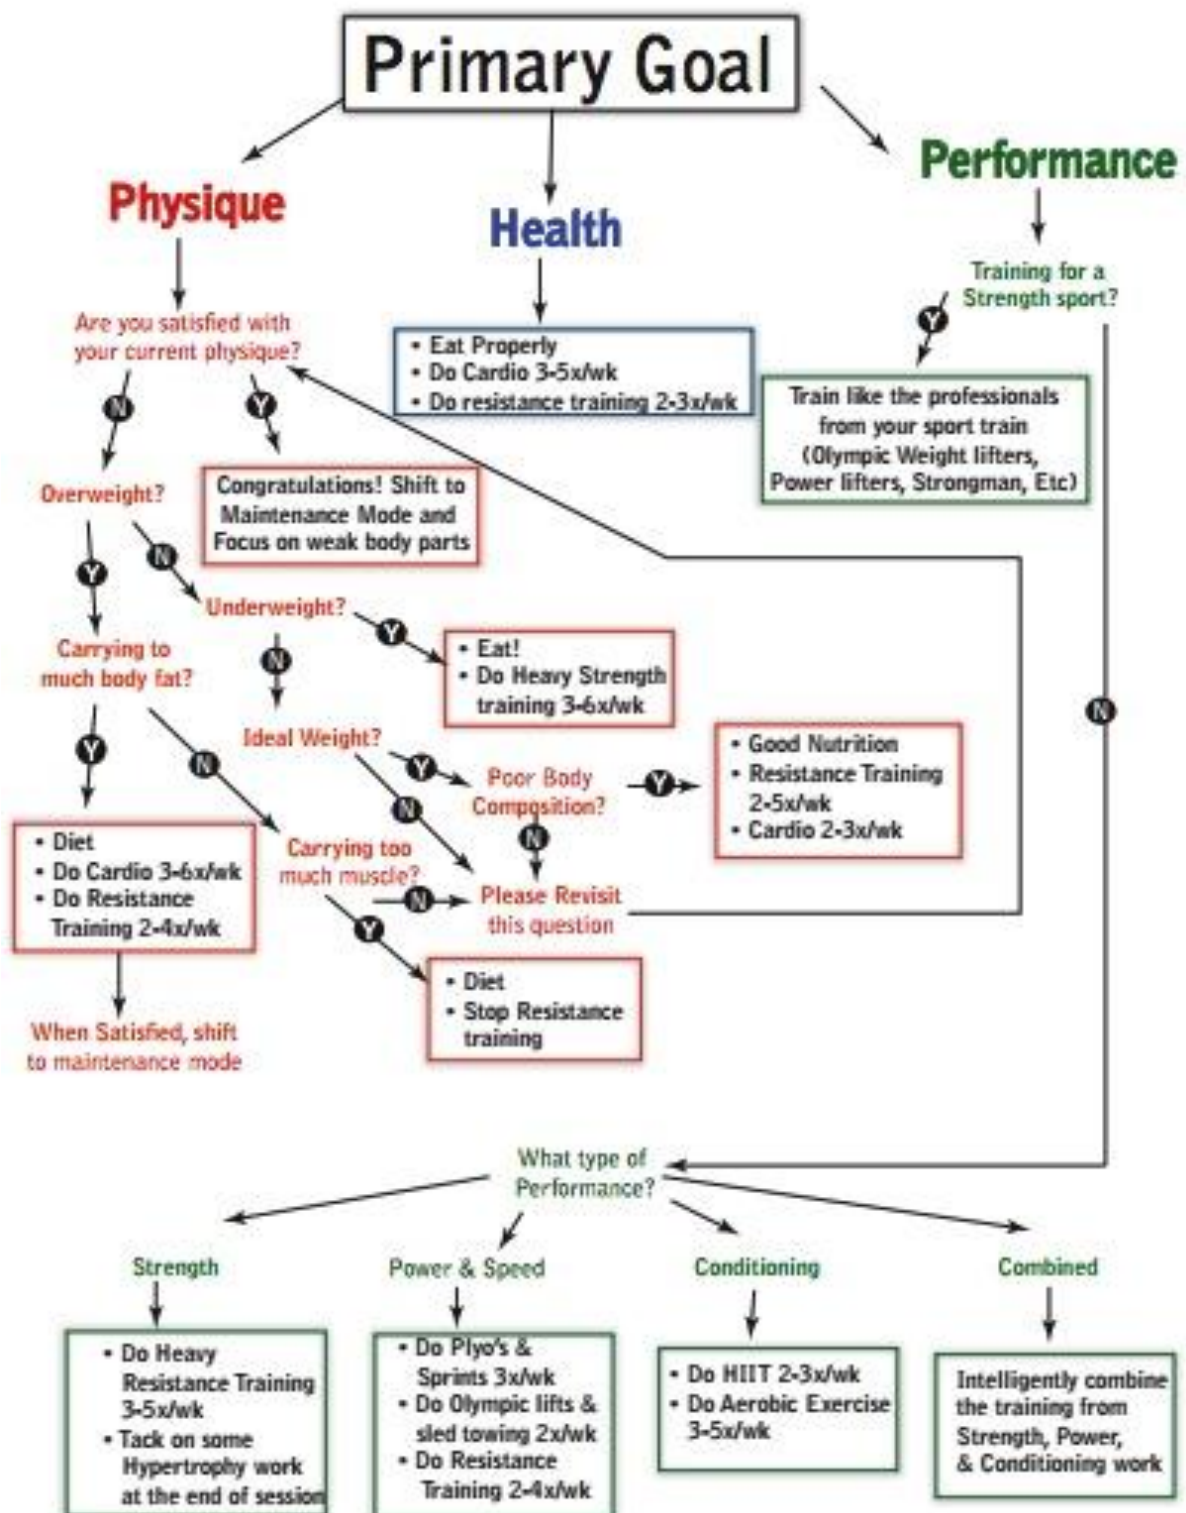 Primary Goal
Physique
Health
Performance
Are you satisfied with
your current physique?
N
Y
Overweight?
Congratulations! Shift to
Maintenance Mode and
Focus on weak body parts
Y
N
Carrying to
much body fat?
Underweight?
Y
N
• Eat!
• Do Heavy Strength
training 3-6x/wk
Y
N
Ideal Weight?
Y
N
Poor Body
Composition?
Y
N
• Good Nutrition
• Resistance Training
2-5x/wk
• Cardio 2-3x/wk
• Diet
• Do Cardio 3-6x/wk
• Do Resistance
Training 2-4x/wk
When Satisfied, shift
to maintenance mode
Carrying too
much muscle?
N
Y
Please Revisit
this question
• Diet
• Stop Resistance
training
• Eat Properly
• Do Cardio 3-5x/wk
• Do resistance training 2-3x/wk
Training for a
Strength sport?
Y
N
Train like the professionals
from your sport train
(Olympic Weight lifters,
Power lifters, Strongman, Etc)
What type of
Performance?
Strength
• Do Heavy
Resistance Training
3-5x/wk
• Tack on some
Hypertrophy work
at the end of session
Power & Speed
• Do Plyo's &
Sprints 3x/wk
• Do Olympic lifts &
sled towing 2x/wk
• Do Resistance
Training 2-4x/wk
Conditioning
• Do HIIT 2-3x/wk
• Do Aerobic Exercise
3-5x/wk
Combined
Intelligently combine
the training from
Strength, Power,
& Conditioning work